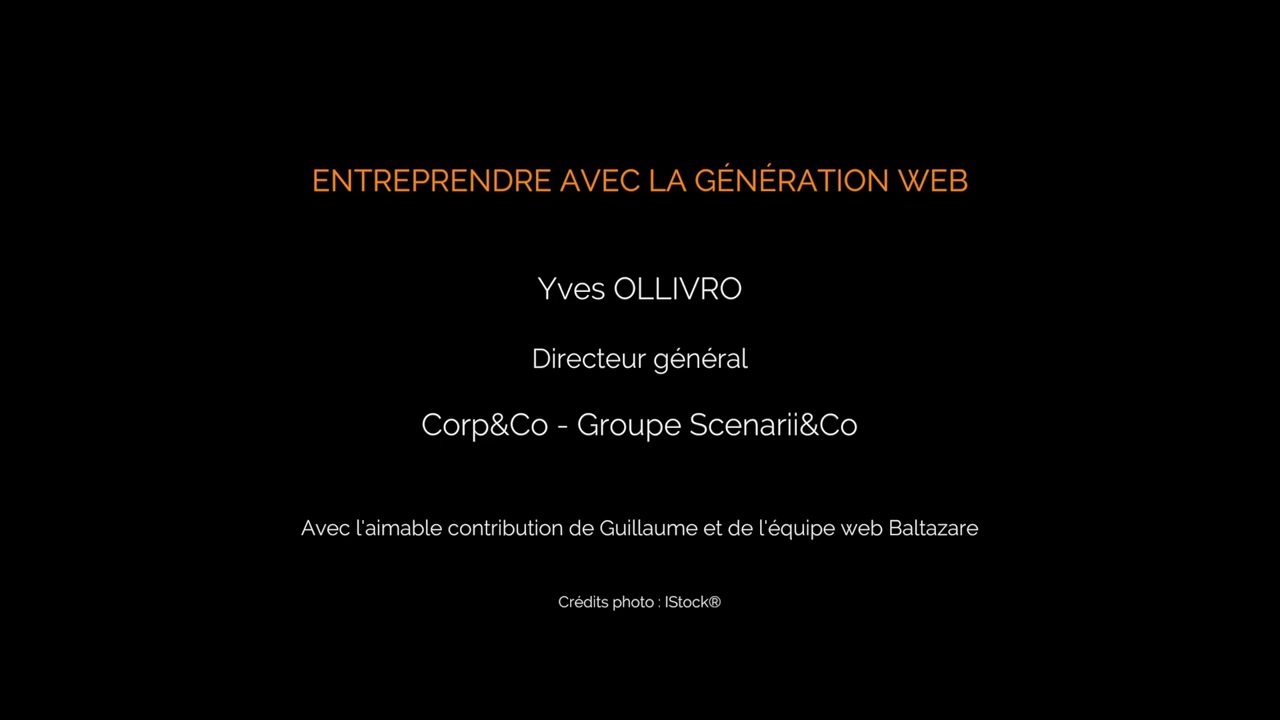 ENTREPRENDRE AVEC LA GÉNÉRATION WEB
Yves OLLIVRO
Directeur général
Corp&Co - Groupe Scenarii&Co
Avec l'aimable contribution de Guillaume et de l'équipe web Baltazare
Crédits photo : IStock®